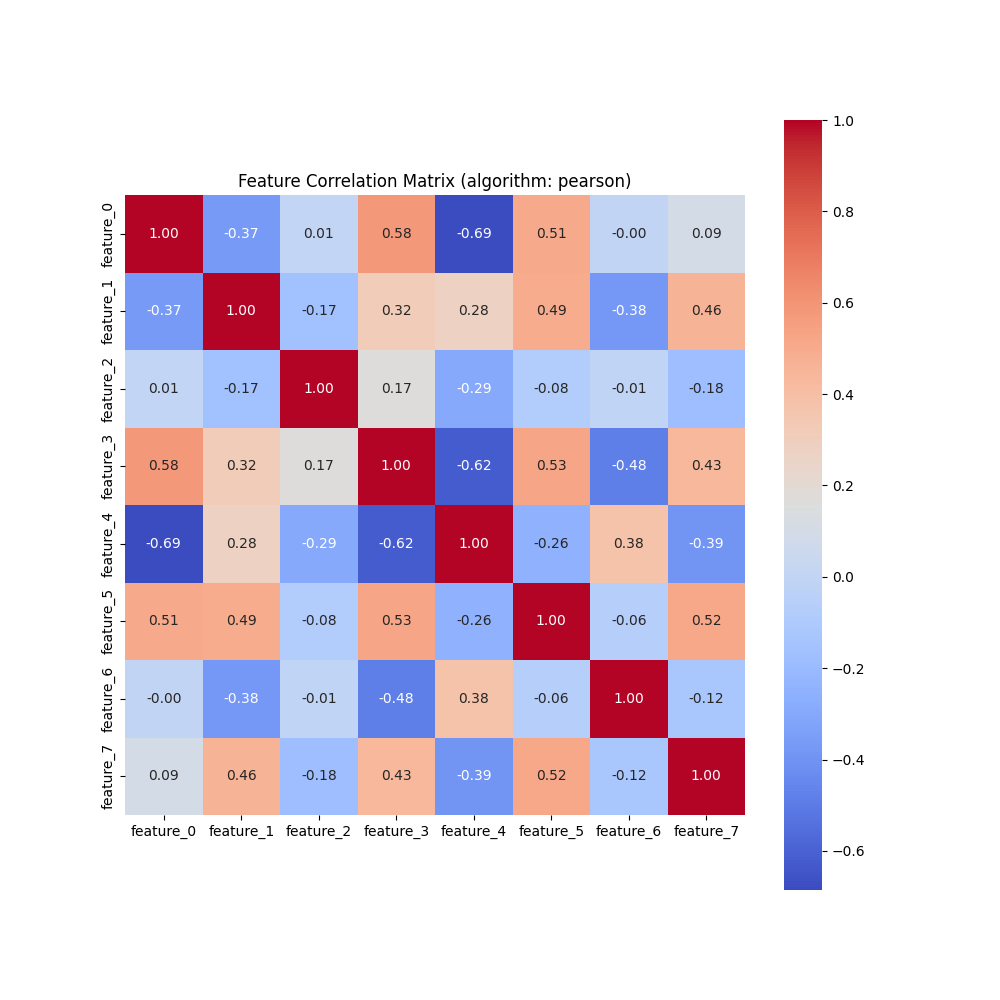 Feature Correlation Matrix (algorithm: pearson)
feature_0 1.00 -0.37 0.01 0.58 -0.69 0.51 -0.00 0.09
feature_1 -0.37 1.00 -0.17 0.32 0.28 0.49 -0.38 0.46
feature_2 0.01 -0.17 1.00 0.17 -0.29 -0.08 -0.01 -0.18
feature_3 0.58 0.32 0.17 1.00 -0.62 0.53 -0.48 0.43
feature_4 -0.69 0.28 -0.29 -0.62 1.00 -0.26 0.38 -0.39
feature_5 0.51 0.49 -0.08 0.53 -0.26 1.00 -0.06 0.52
feature_6 -0.00 -0.38 -0.01 -0.48 0.38 -0.06 1.00 -0.12
feature_7 0.09 0.46 -0.18 0.43 -0.39 0.52 -0.12 1.00
feature_0 feature_1 feature_2 feature_3 feature_4 feature_5 feature_6 feature_7
1.0
0.8
0.6
0.4
0.2
0.0
−0.2
−0.4
−0.6